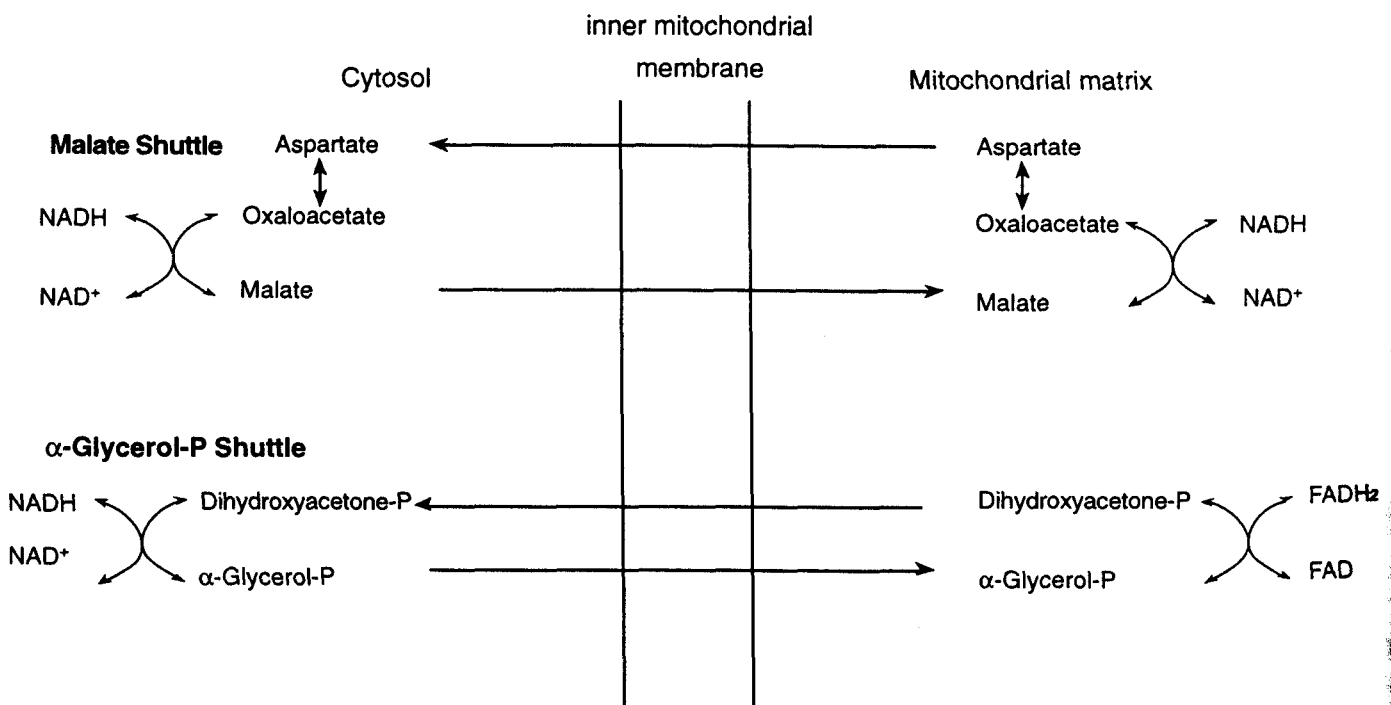 inner mitochondrial
membrane
Cytosol
Mitochondrial matrix
Malate Shuttle
Aspartate
Aspartate
NADH
Oxaloacetate
Oxaloacetate
NADH
NAD⁺
Malate
Malate
NAD⁺
α-Glycerol-P Shuttle
NADH
Dihydroxyacetone-P
Dihydroxyacetone-P
FADH₂
NAD⁺
α-Glycerol-P
α-Glycerol-P
FAD